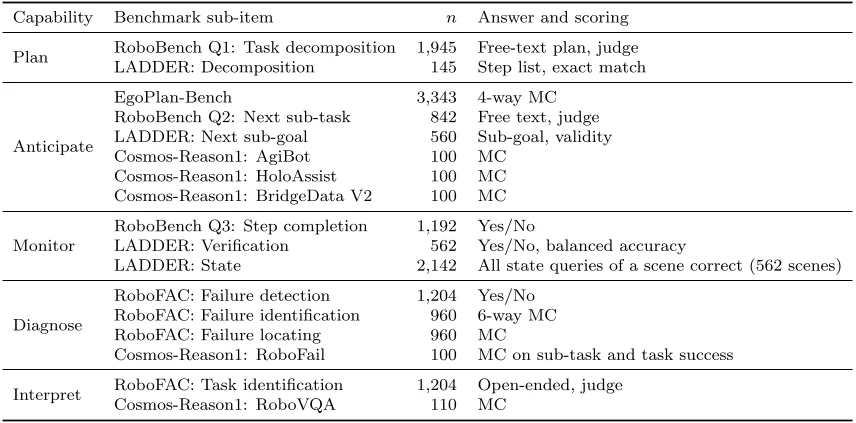 Capability Benchmark sub-item n Answer and scoring
Plan
RoboBench Q1: Task decomposition 1,945 Free-text plan, judge
LADDER: Decomposition 145 Step list, exact match
Anticipate
EgoPlan-Bench 3,343 4-way MC
RoboBench Q2: Next sub-task 842 Free text, judge
LADDER: Next sub-goal 560 Sub-goal, validity
Cosmos-Reason1: AgiBot 100 MC
Cosmos-Reason1: HoloAssist 100 MC
Cosmos-Reason1: BridgeData V2 100 MC
Monitor
RoboBench Q3: Step completion 1,192 Yes/No
LADDER: Verification 562 Yes/No, balanced accuracy
LADDER: State 2,142 All state queries of a scene correct (562 scenes)
Diagnose
RoboFAC: Failure detection 1,204 Yes/No
RoboFAC: Failure identification 960 6-way MC
RoboFAC: Failure locating 960 MC
Cosmos-Reason1: RoboFail 100 MC on sub-task and task success
Interpret
RoboFAC: Task identification 1,204 Open-ended, judge
Cosmos-Reason1: RoboVQA 110 MC